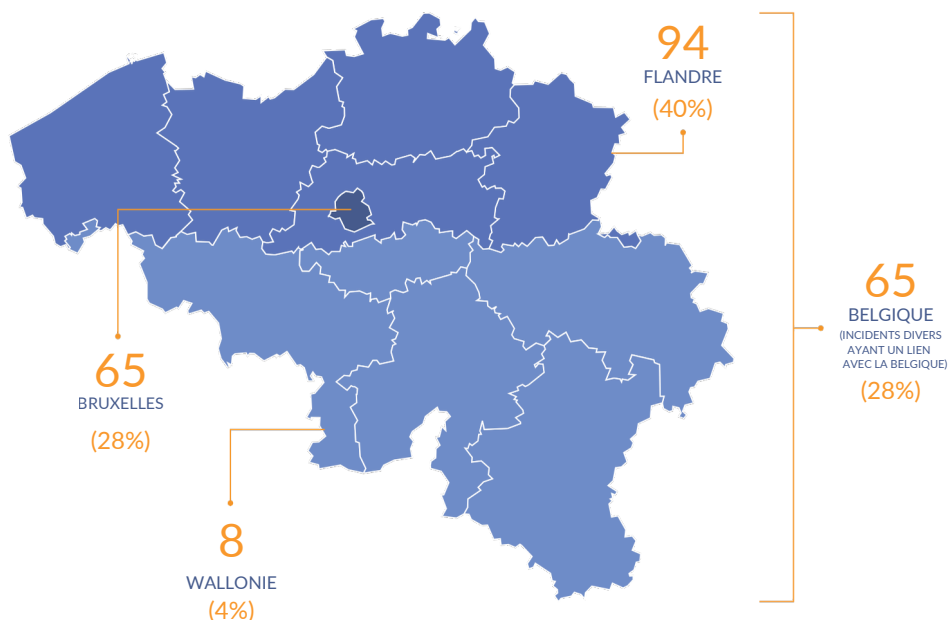 94
FLANDRE
(40%)
65
BELGIQUE
(INCIDENTS DIVERS
AYANT UN LIEN
AVEC LA BELGIQUE)
(28%)
65
BRUXELLES
(28%)
8
WALLONIE
(4%)